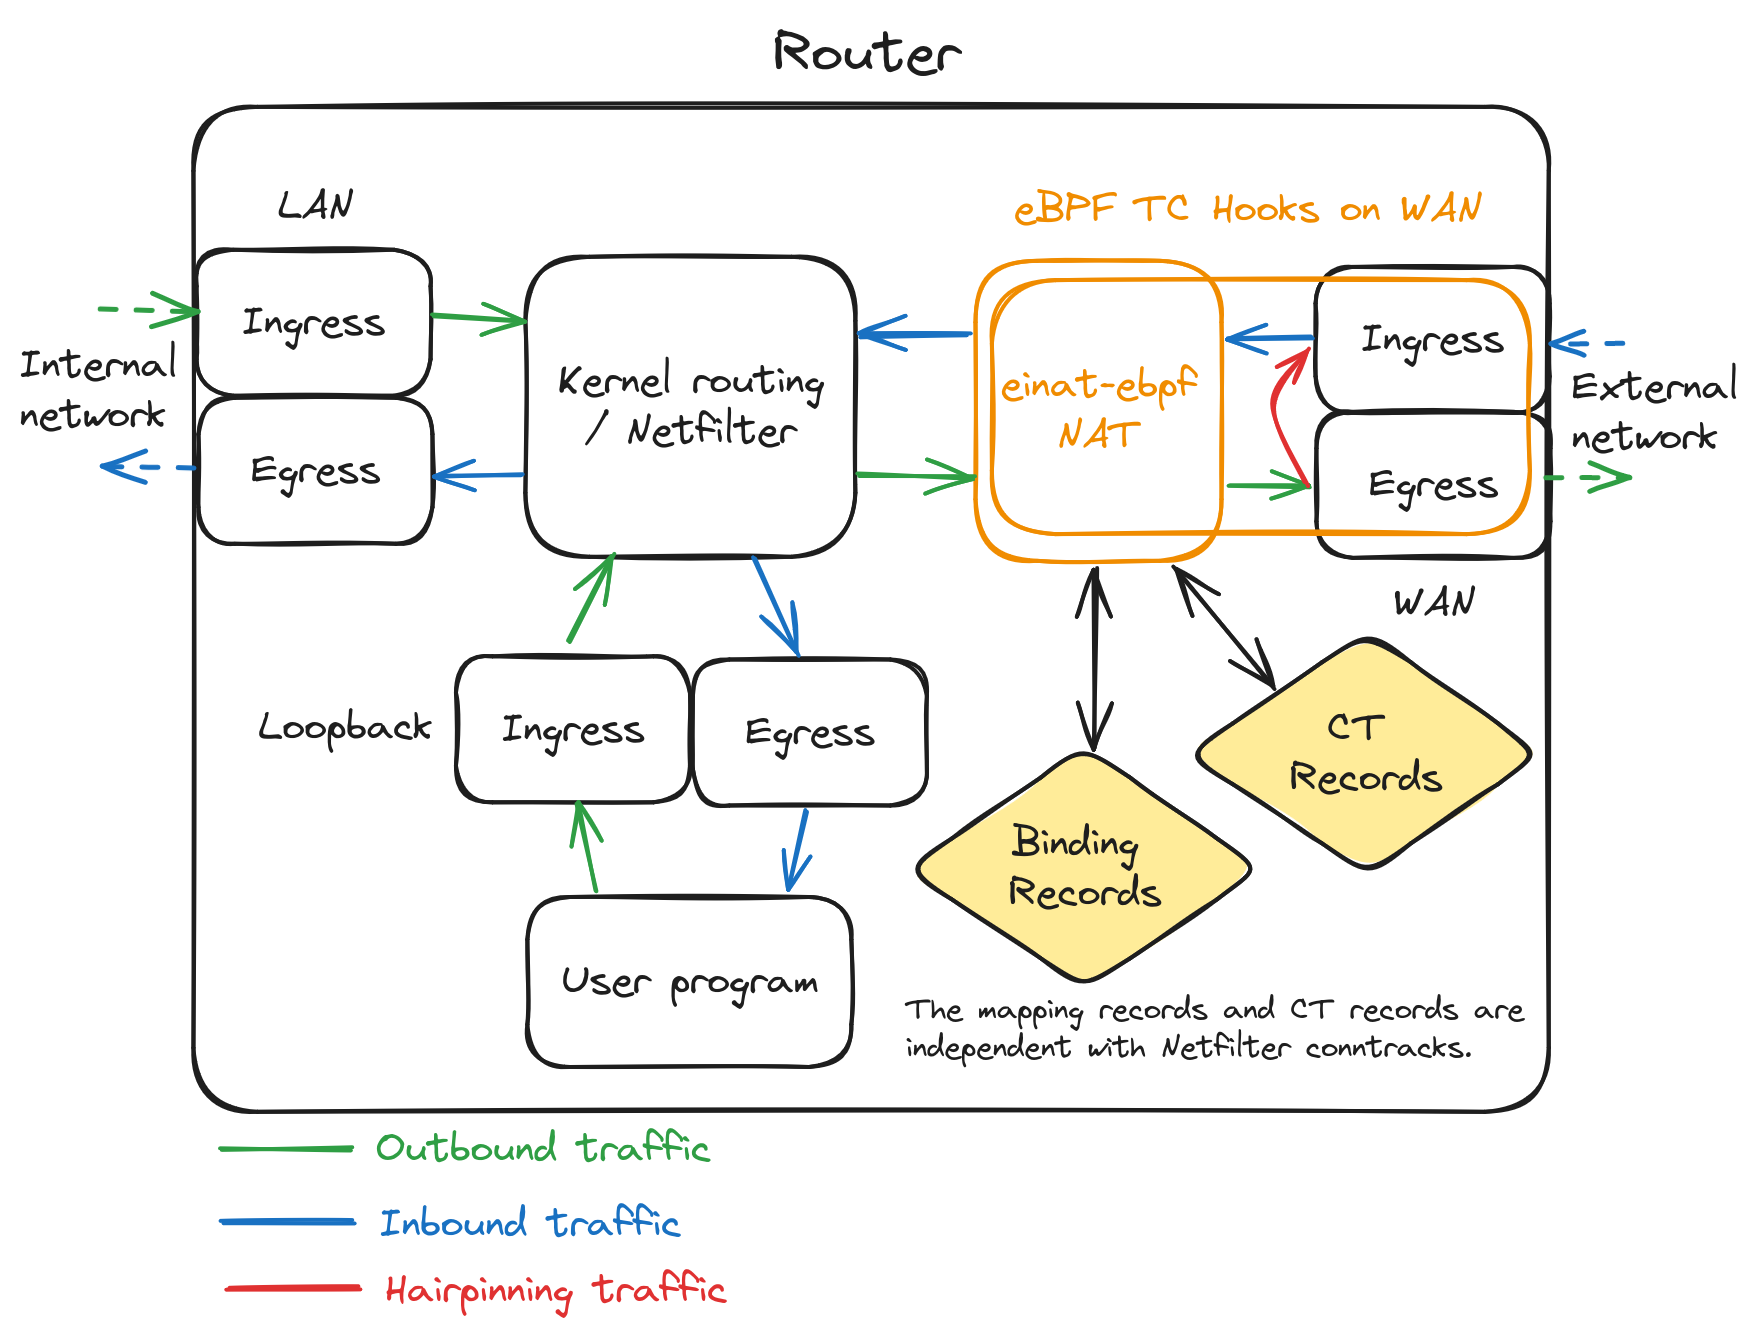 Router
LAN
eBPF TC Hooks on WAN
Ingress
Internal
network
Egress
Kernel routing
/ Netfilter
einat-ebpf
NAT
Ingress
Egress
External
network
WAN
Loopback
Ingress
Egress
CT
Records
Binding
Records
User program
The mapping records and CT records are
independent with Netfilter conntracks.
Outbound traffic
Inbound traffic
Hairpinning traffic